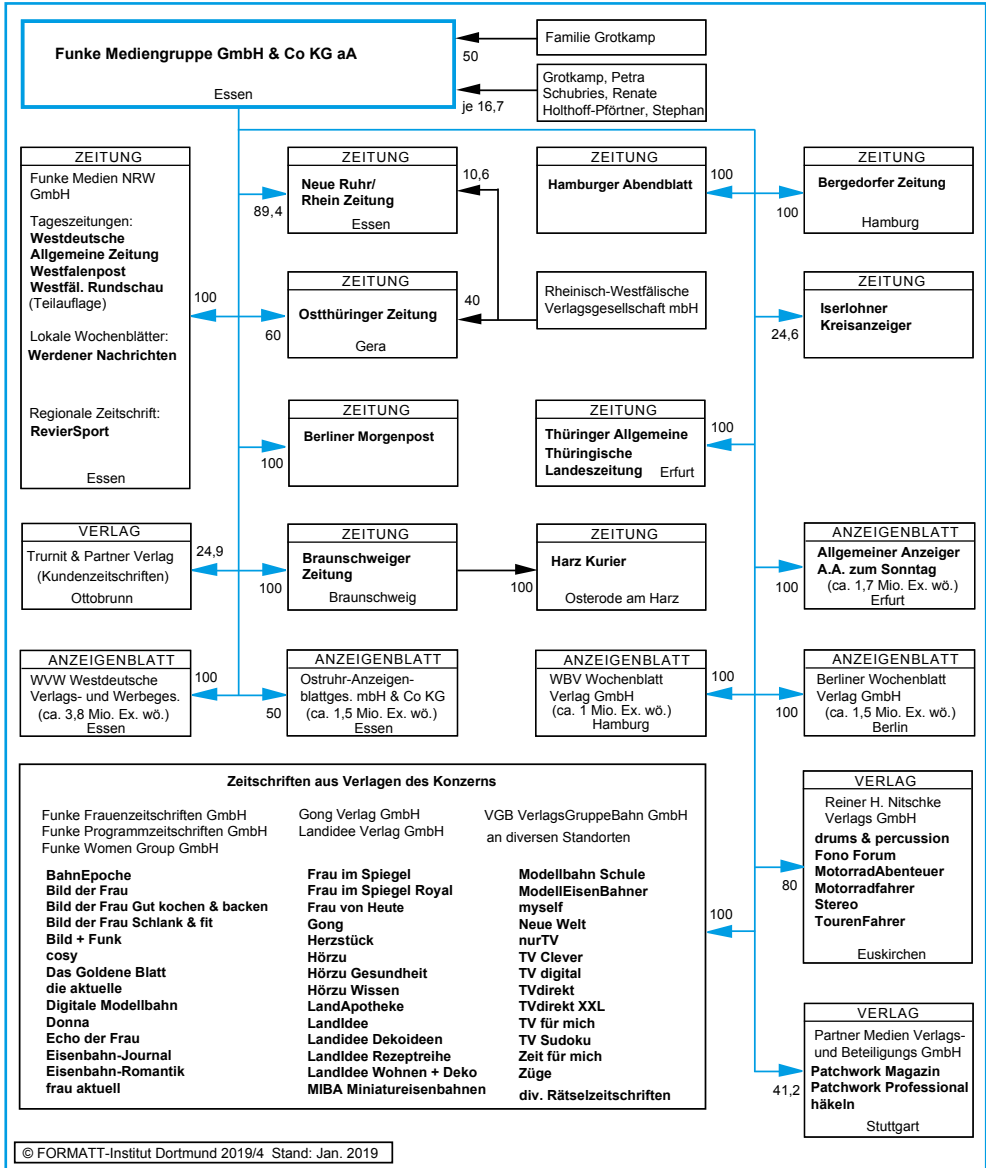 Funke Mediengruppe GmbH & Co KG aA
Essen
50
Familie Grotkamp
je 16,7
Grotkamp, Petra
Schubries, Renate
Holthoff-Pförtner, Stephan
ZEITUNG
Funke Medien NRW
GmbH
Tageszeitungen:
Westdeutsche
Allgemeine Zeitung
Westfalenpost
Westfäl. Rundschau
(Teilauflage)
Lokale Wochenblätter:
Werdener Nachrichten
Regionale Zeitschrift:
RevierSport
Essen
100
ZEITUNG
Neue Ruhr/
Rhein Zeitung
Essen
89,4
10,6
ZEITUNG
Hamburger Abendblatt
100
ZEITUNG
Bergedorfer Zeitung
Hamburg
100
ZEITUNG
Ostthüringer Zeitung
Gera
60
40
Rheinisch-Westfälische
Verlagsgesellschaft mbH
ZEITUNG
Iserlohner
Kreisanzeiger
24,6
ZEITUNG
Berliner Morgenpost
100
ZEITUNG
Thüringer Allgemeine
Thüringische
Landeszeitung Erfurt
100
VERLAG
Trurnit & Partner Verlag
(Kundenzeitschriften)
Ottobrunn
24,9
ZEITUNG
Braunschweiger
Zeitung
Braunschweig
100
ZEITUNG
Harz Kurier
Osterode am Harz
100
ANZEIGENBLATT
Allgemeiner Anzeiger
A.A. zum Sonntag
(ca. 1,7 Mio. Ex. wö.)
Erfurt
100
ANZEIGENBLATT
WVW Westdeutsche
Verlags- und Werbeges.
(ca. 3,8 Mio. Ex. wö.)
Essen
100
ANZEIGENBLATT
Ostruhr-Anzeigen-
blattges. mbH & Co KG
(ca. 1,5 Mio. Ex. wö.)
Essen
50
ANZEIGENBLATT
WBV Wochenblatt
Verlag GmbH
(ca. 1 Mio. Ex. wö.)
Hamburg
100
ANZEIGENBLATT
Berliner Wochenblatt
Verlag GmbH
(ca. 1,5 Mio. Ex. wö.)
Berlin
100
Zeitschriften aus Verlagen des Konzerns
Funke Frauenzeitschriften GmbH
Funke Programmzeitschriften GmbH
Funke Women Group GmbH
Gong Verlag GmbH
Landidee Verlag GmbH
VGB VerlagsGruppeBahn GmbH
an diversen Standorten
BahnEpoche
Bild der Frau
Bild der Frau Gut kochen & backen
Bild der Frau Schlank & fit
Bild + Funk
cosy
Das Goldene Blatt
die aktuelle
Digitale Modellbahn
Donna
Echo der Frau
Eisenbahn-Journal
Eisenbahn-Romantik
frau aktuell
Frau im Spiegel
Frau im Spiegel Royal
Frau von Heute
Gong
Herzstück
Hörzu
Hörzu Gesundheit
Hörzu Wissen
LandApotheke
LandIdee
Landidee Dekoideen
LandIdee Rezeptreihe
LandIdee Wohnen + Deko
MIBA Miniatureisenbahnen
Modellbahn Schule
ModellEisenBahner
myself
Neue Welt
nurTV
TV Clever
TV digital
TVdirekt
TVdirekt XXL
TV für mich
TV Sudoku
Zeit für mich
Züge
div. Rätselzeitschriften
100
VERLAG
Reiner H. Nitschke
Verlags GmbH
drums & percussion
Fono Forum
MotorradAbenteuer
Motorradfahrer
Stereo
TourenFahrer
Euskirchen
80
VERLAG
Partner Medien Verlags-
und Beteiligungs GmbH
Patchwork Magazin
Patchwork Professional
häkeln
Stuttgart
41,2
© FORMATT-Institut Dortmund 2019/4 Stand: Jan. 2019